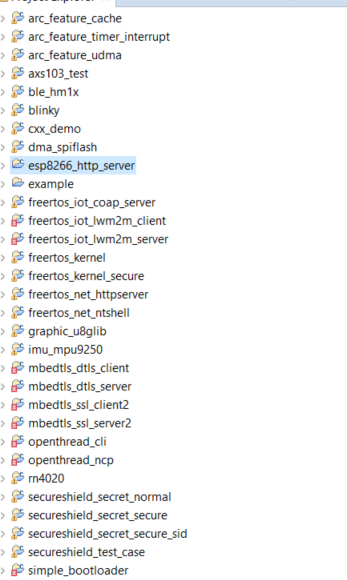 arc_feature_cache
arc_feature_timer_interrupt
arc_feature_udma
axs103_test
ble_hm1x
blinky
cxx_demo
dma_spiflash
esp8266_http_server
example
freertos_iot_coap_server
freertos_iot_lwm2m_client
freertos_iot_lwm2m_server
freertos_kernel
freertos_kernel_secure
freertos_net_httpserver
freertos_net_ntshell
graphic_u8glib
imu_mpu9250
mbedtls_dtls_client
mbedtls_dtls_server
mbedtls_ssl_client2
mbedtls_ssl_server2
openthread_cli
openthread_ncp
rn4020
secureshield_secret_normal
secureshield_secret_secure
secureshield_secret_secure_sid
secureshield_test_case
simple_bootloader